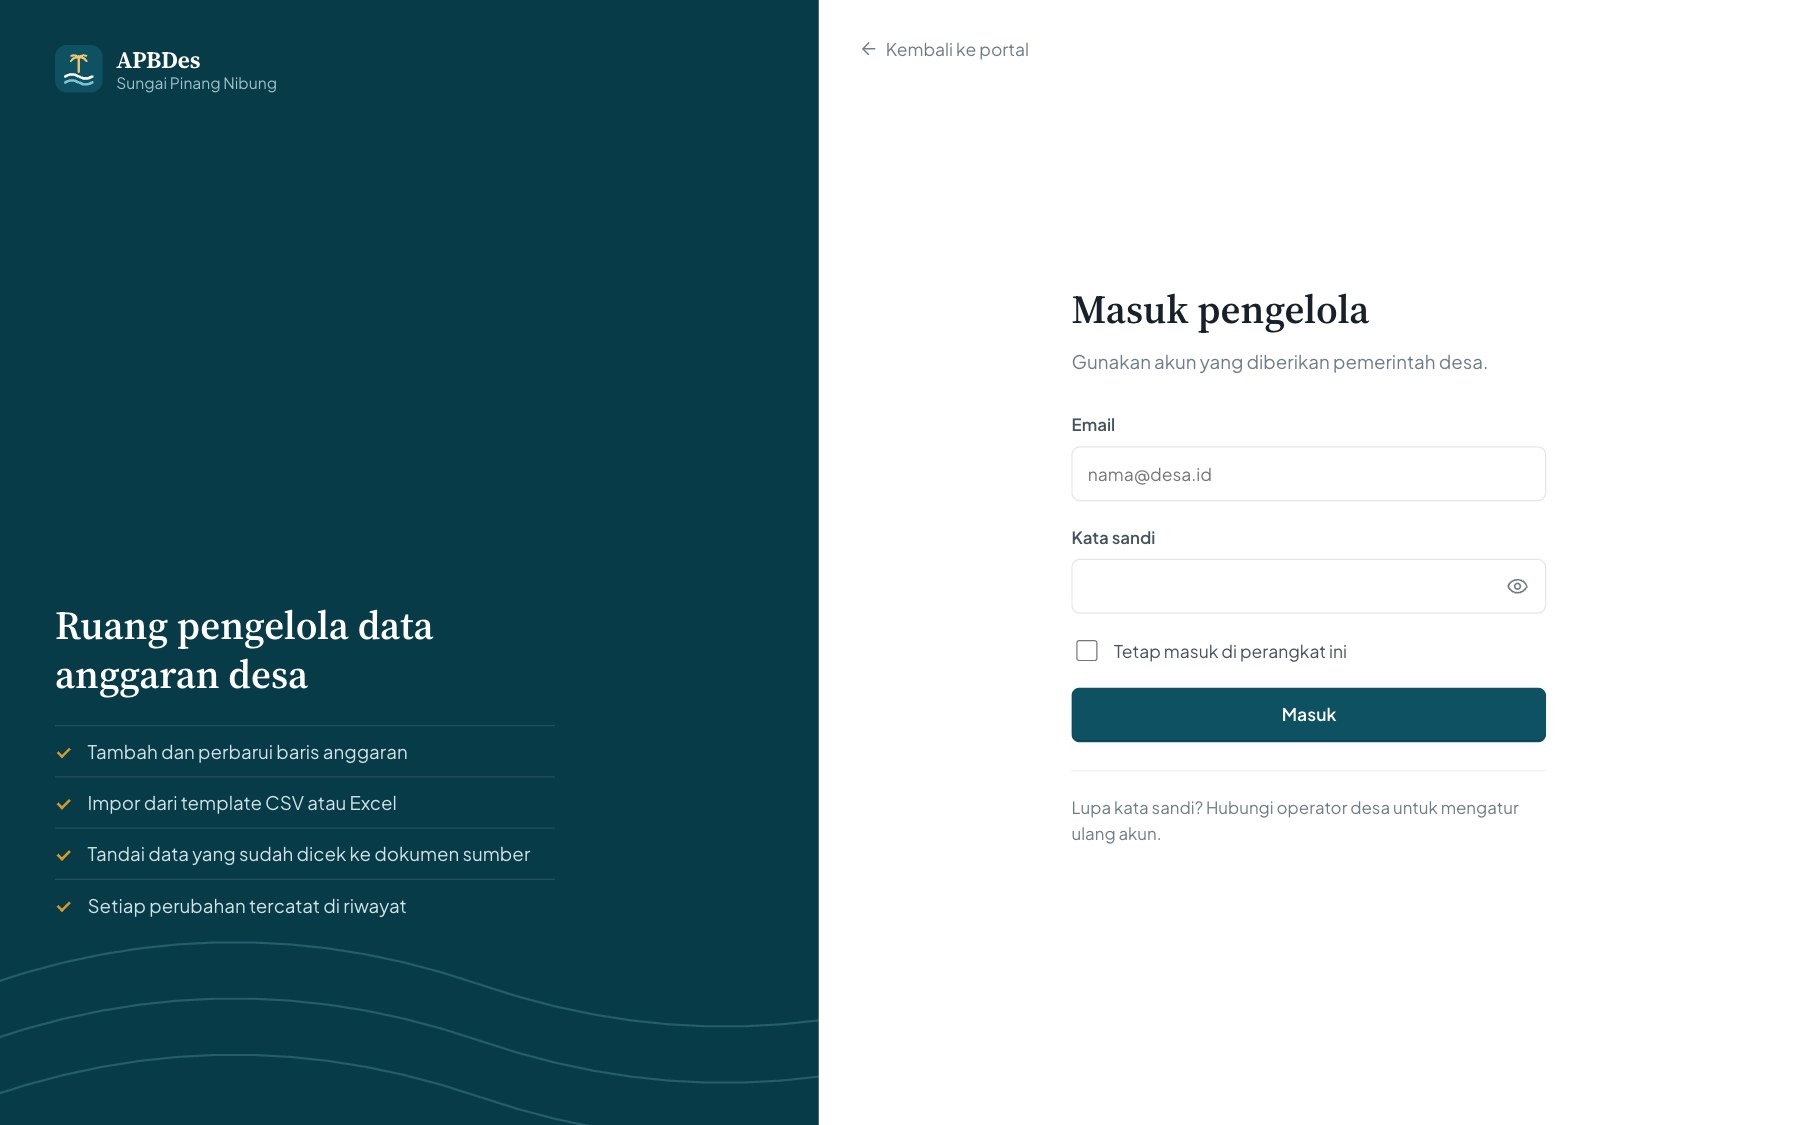 APBDes
Sungai Pinang Nibung
Ruang pengelola data
anggaran desa
Tambah dan perbarui baris anggaran
Impor dari template CSV atau Excel
Tandai data yang sudah dicek ke dokumen sumber
Setiap perubahan tercatat di riwayat
Kembali ke portal
Masuk pengelola
Gunakan akun yang diberikan pemerintah desa.
Email
nama@desa.id
Kata sandi
Tetap masuk di perangkat ini
Masuk
Lupa kata sandi? Hubungi operator desa untuk mengatur
ulang akun.